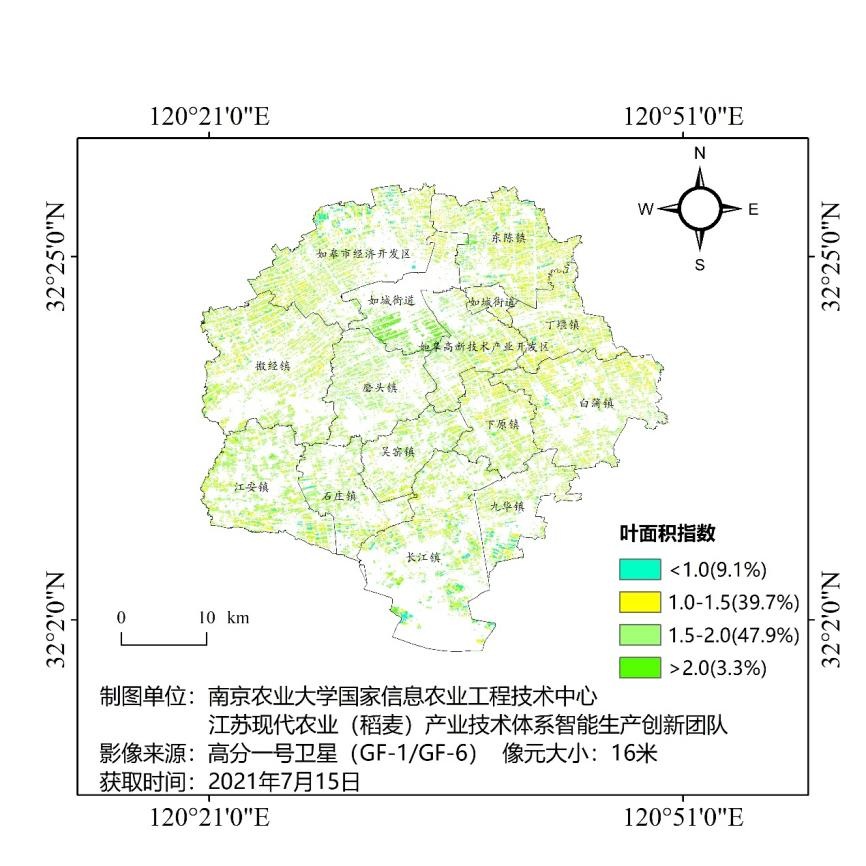 120°21'0"E 120°51'0"E
N
W E
S
32°25'0"N 32°25'0"N
东陈镇
如皋市经济开发区
如城街道 如城街道
丁堰镇
如皋高新技术产业开发区
搬经镇
磨头镇
白蒲镇
下原镇
吴窑镇
江安镇
石庄镇
九华镇
长江镇
叶面积指数
<1.0(9.1%)
1.0-1.5(39.7%)
1.5-2.0(47.9%)
>2.0(3.3%)
32°2'0"N 32°2'0"N
0 10 km
制图单位：南京农业大学国家信息农业工程技术中心
江苏现代农业（稻麦）产业技术体系智能生产创新团队
影像来源：高分一号卫星（GF-1/GF-6） 像元大小：16米
获取时间：2021年7月15日
120°21'0"E 120°51'0"E